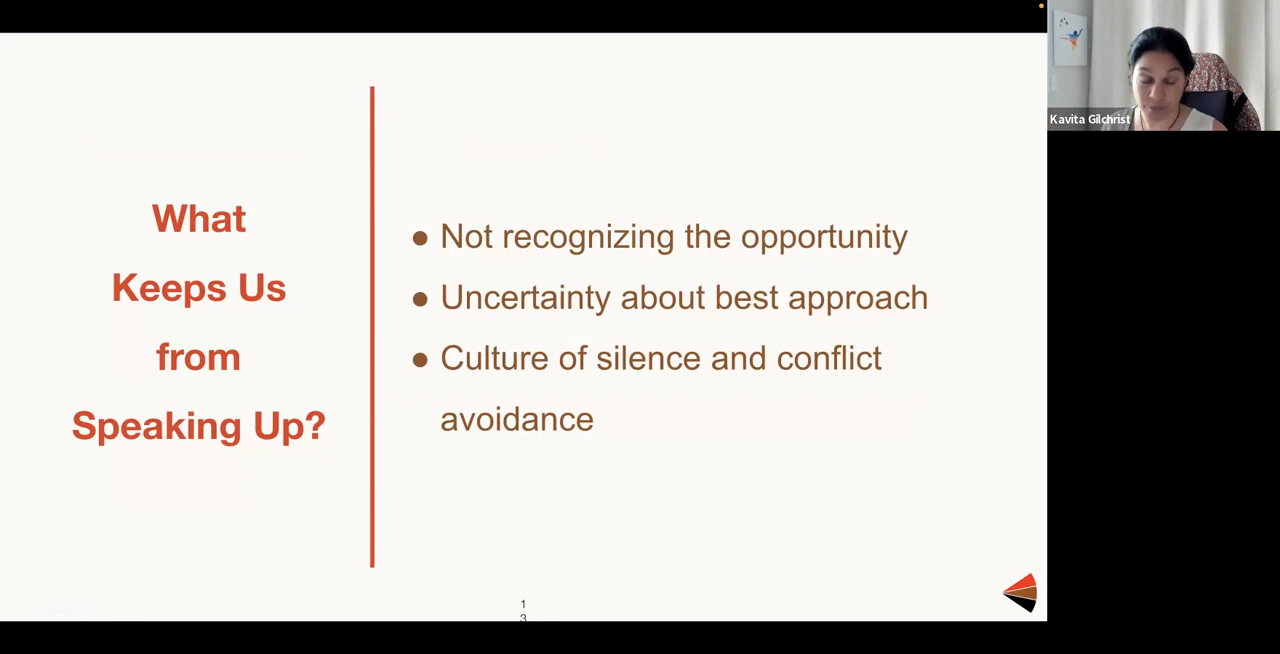 What
Keeps Us
from
Speaking Up?
● Not recognizing the opportunity
● Uncertainty about best approach
● Culture of silence and conflict
avoidance
1
3
Kavita Gilchrist